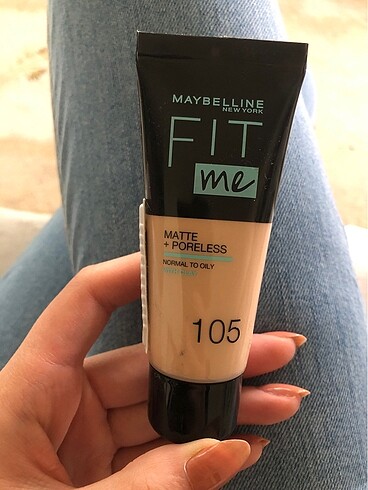 MAYBELLINE
NEW YORK
FIT
me
MATTE
+ PORELESS
NORMAL TO OILY
105